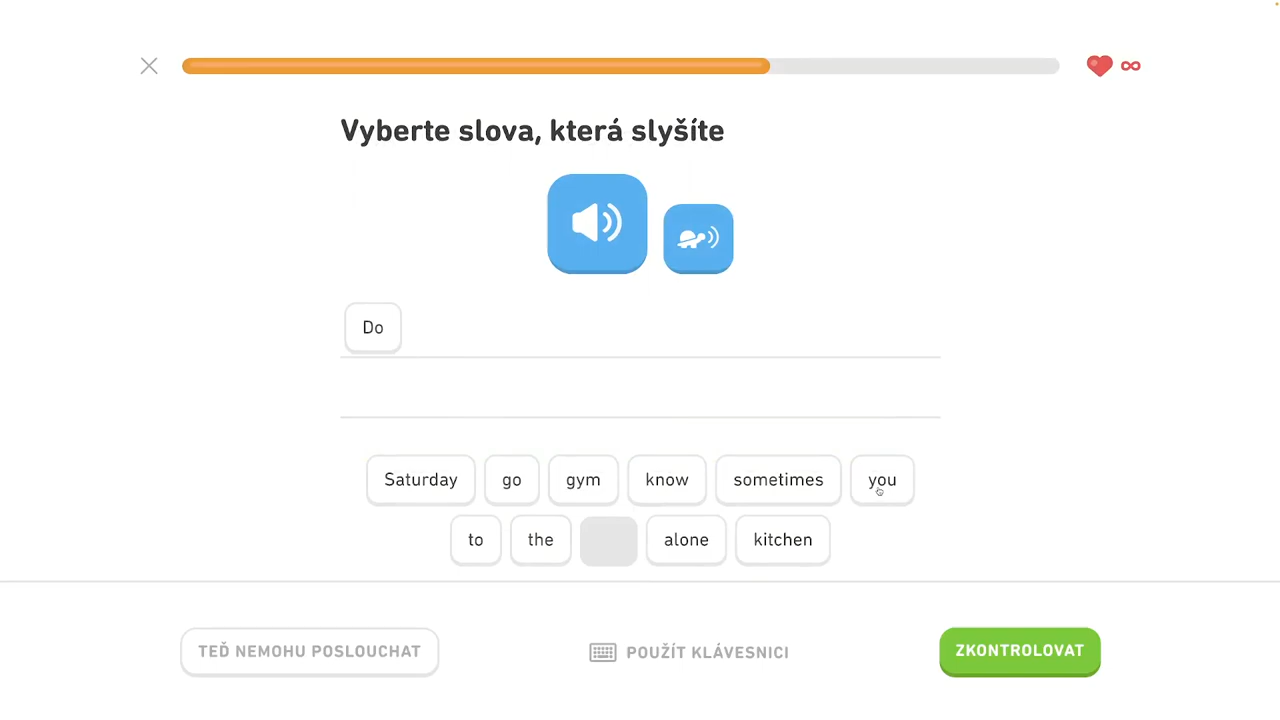 Vyberte slova, která slyšíte
Do
Saturday go gym know sometimes you
to the alone kitchen
TEĎ NEMOHU POSLOUCHAT POUŽÍT KLÁVESNICI ZKONTROLOVAT